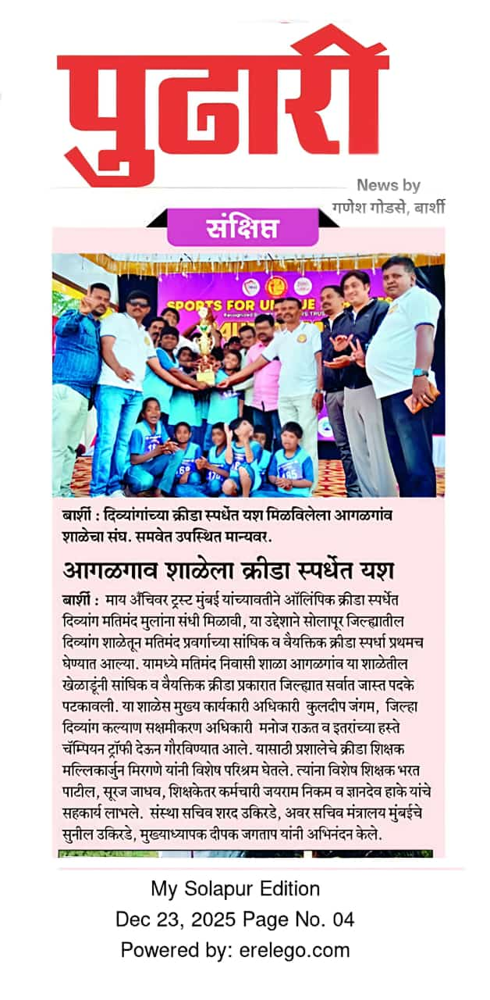 पुढारी
News by
गणेश गोडसे, बार्शी
संक्षिप्त
SPORTS FOR
बार्शी : दिव्यांगांच्या क्रीडा स्पर्धेत यश मिळविलेला आगळगांव
शाळेचा संघ. समवेत उपस्थित मान्यवर.
आगळगाव शाळेला क्रीडा स्पर्धेत यश
बार्शी : माय अँचिवर ट्रस्ट मुंबई यांच्यावतीने ऑलिंपिक क्रीडा स्पर्धेत
दिव्यांग मतिमंद मुलांना संधी मिळावी, या उद्देशाने सोलापूर जिल्ह्यातील
दिव्यांग शाळेतून मतिमंद प्रवर्गाच्या सांघिक व वैयक्तिक क्रीडा स्पर्धा प्रथमच
घेण्यात आल्या. यामध्ये मतिमंद निवासी शाळा आगळगांव या शाळेतील
खेळाडूंनी सांघिक व वैयक्तिक क्रीडा प्रकारात जिल्ह्यात सर्वात जास्त पदके
पटकावली. या शाळेस मुख्य कार्यकारी अधिकारी कुलदीप जंगम, जिल्हा
दिव्यांग कल्याण सक्षमीकरण अधिकारी मनोज राऊत व इतरांच्या हस्ते
चॅम्पियन ट्रॉफी देऊन गौरविण्यात आले. यासाठी प्रशालेचे क्रीडा शिक्षक
मल्लिकार्जुन मिरगणे यांनी विशेष परिश्रम घेतले. त्यांना विशेष शिक्षक भरत
पाटील, सूरज जाधव, शिक्षकेतर कर्मचारी जयराम निकम व ज्ञानदेव हाके यांचे
सहकार्य लाभले. संस्था सचिव शरद उकिरडे, अवर सचिव मंत्रालय मुंबईचे
सुनील उकिरडे, मुख्याध्यापक दीपक जगताप यांनी अभिनंदन केले.
My Solapur Edition
Dec 23, 2025 Page No. 04
Powered by: erelego.com